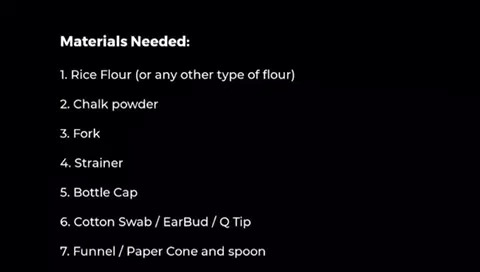 Materials Needed:
1. Rice Flour (or any other type of flour)
2. Chalk powder
3. Fork
4. Strainer
5. Bottle Cap
6. Cotton Swab / EarBud / Q Tip
7. Funnel / Paper Cone and spoon